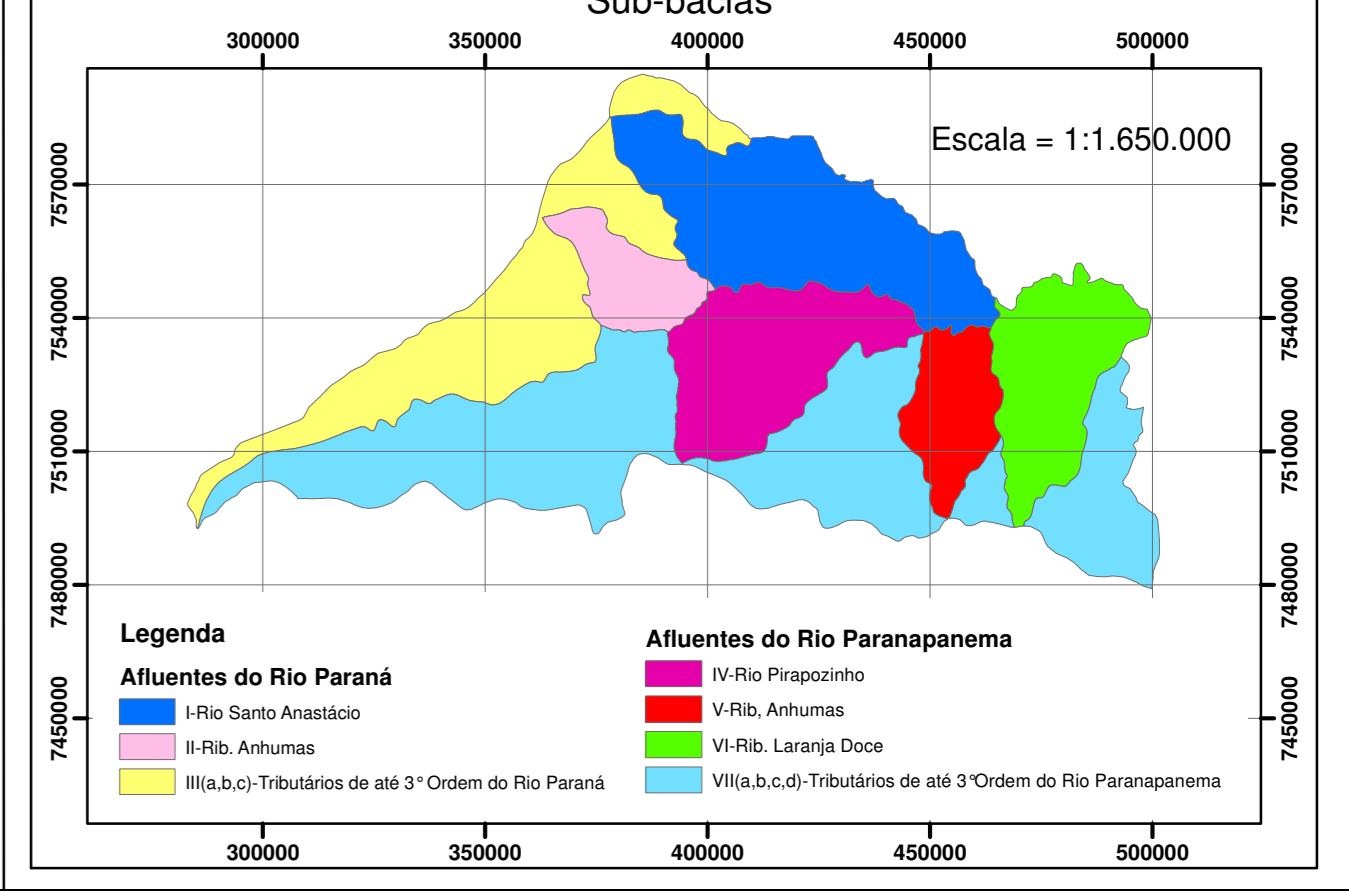 Sub-bacias
300000 350000 400000 450000 500000
Escala = 1:1.650.000
7570000 7570000
7540000 7540000
7510000 7510000
7480000 7480000
7450000 7450000
Legenda
Afluentes do Rio Paraná
I-Rio Santo Anastácio
II-Rib. Anhumas
III(a,b,c)-Tributários de até 3° Ordem do Rio Paraná
Afluentes do Rio Paranapanema
IV-Rio Pirapozinho
V-Rib, Anhumas
VI-Rib. Laranja Doce
VII(a,b,c,d)-Tributários de até 3°Ordem do Rio Paranapanema
300000 350000 400000 450000 500000